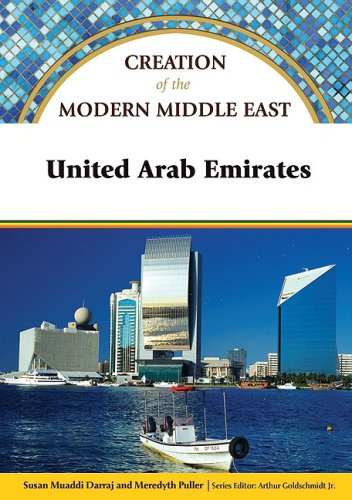 CREATION
of the
MODERN MIDDLE EAST
United Arab Emirates
Susan Muaddi Darraj and Meredyth Puller | Series Editor: Arthur Goldschmidt Jr.